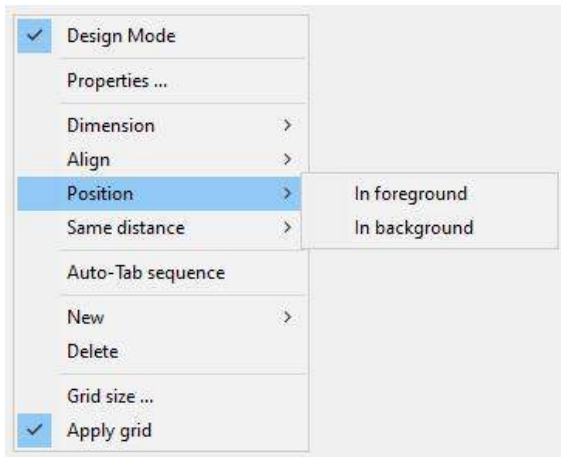 Design Mode
Properties ...
Dimension
Align
Position
In foreground
Same distance
In background
Auto-Tab sequence
New
Delete
Grid size ...
Apply grid